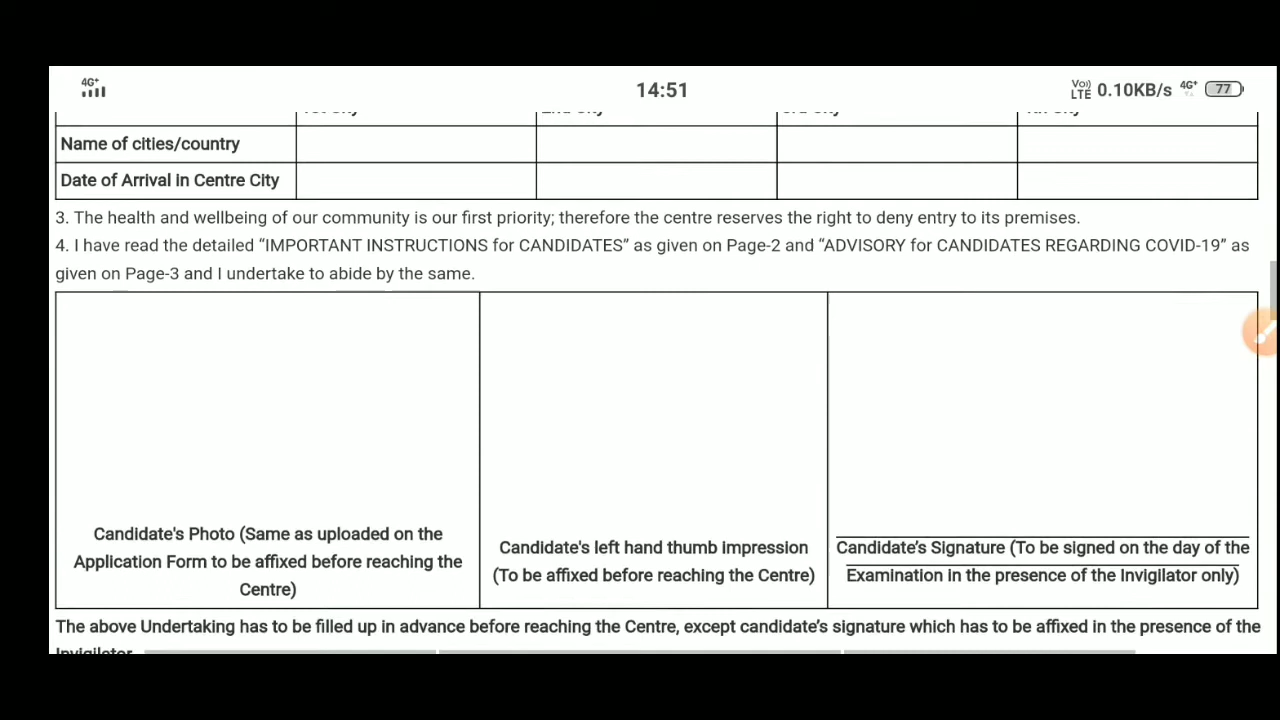 4G+ 14:51 Vo)) LTE 0.10KB/s 4G+ 77
Name of cities/country
Date of Arrival in Centre City
3. The health and wellbeing of our community is our first priority; therefore the centre reserves the right to deny entry to its premises.
4. I have read the detailed “IMPORTANT INSTRUCTIONS for CANDIDATES” as given on Page-2 and “ADVISORY for CANDIDATES REGARDING COVID-19” as
given on Page-3 and I undertake to abide by the same.
Candidate's Photo (Same as uploaded on the
Application Form to be affixed before reaching the
Centre)
Candidate's left hand thumb impression
(To be affixed before reaching the Centre)
Candidate’s Signature (To be signed on the day of the
Examination in the presence of the Invigilator only)
The above Undertaking has to be filled up in advance before reaching the Centre, except candidate’s signature which has to be affixed in the presence of the
Invigilator